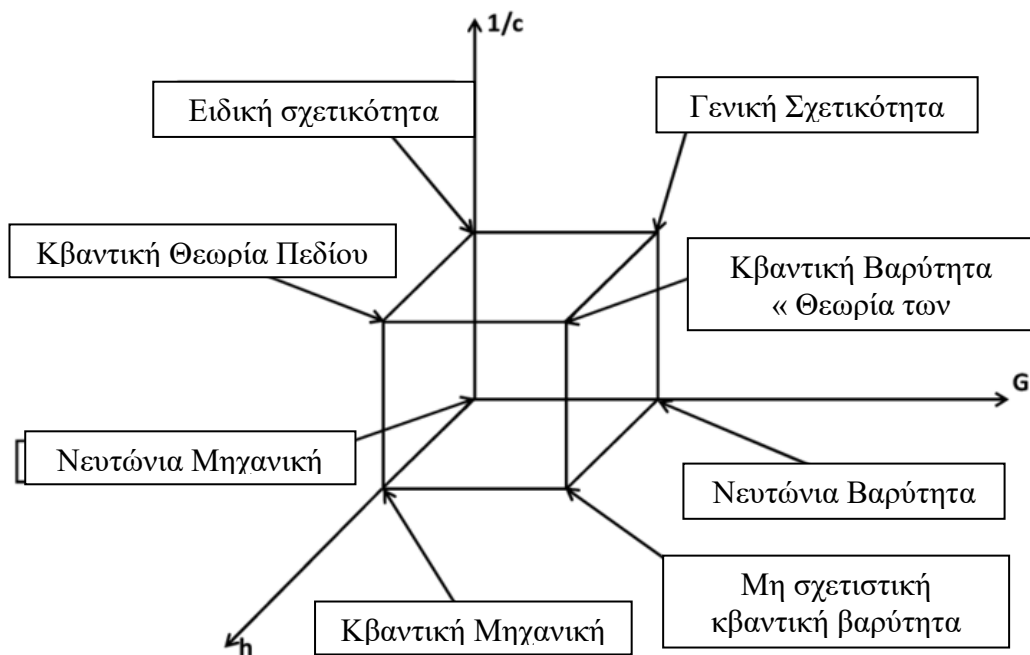 1/c
Ειδική σχετικότητα
Γενική Σχετικότητα
Κβαντική Θεωρία Πεδίου
Κβαντική Βαρύτητα
« Θεωρία των
G
Νευτώνια Μηχανική
Νευτώνια Βαρύτητα
Μη σχετιστική
κβαντική βαρύτητα
Κβαντική Μηχανική
h